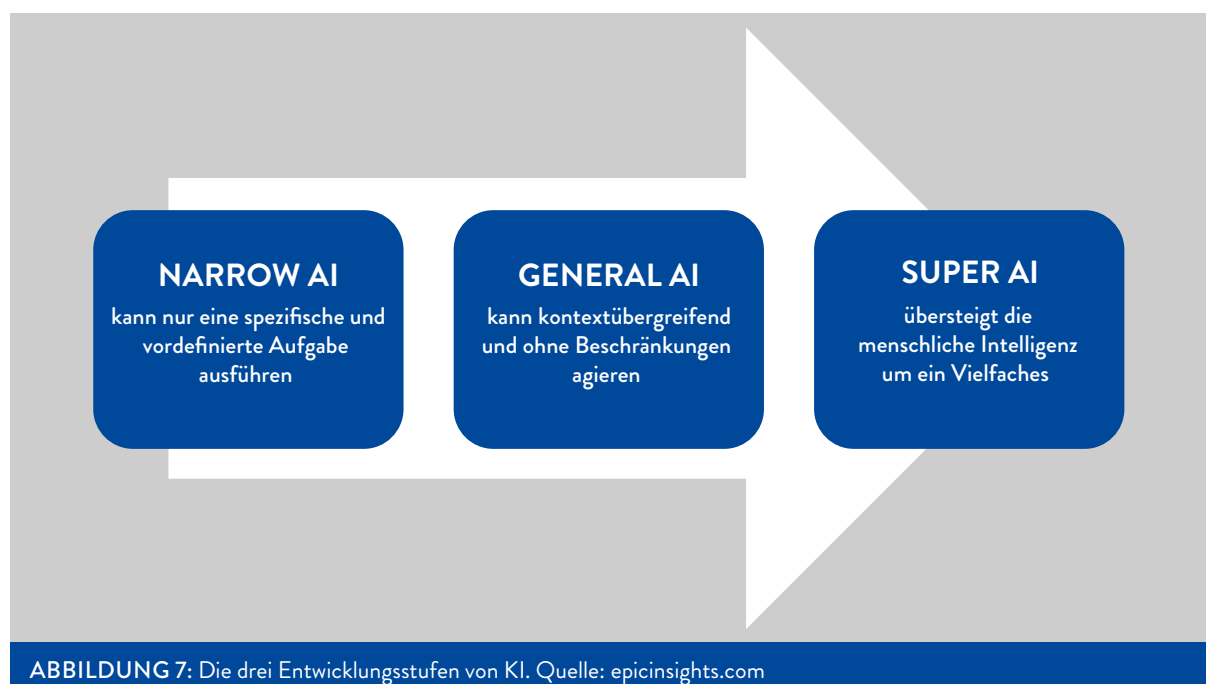 NARROW AI
kann nur eine spezifische und
vordefinierte Aufgabe
ausführen
GENERAL AI
kann kontextübergreifend
und ohne Beschränkungen
agieren
SUPER AI
übersteigt die
menschliche Intelligenz
um ein Vielfaches
ABBILDUNG 7: Die drei Entwicklungsstufen von KI. Quelle: epicinsights.com